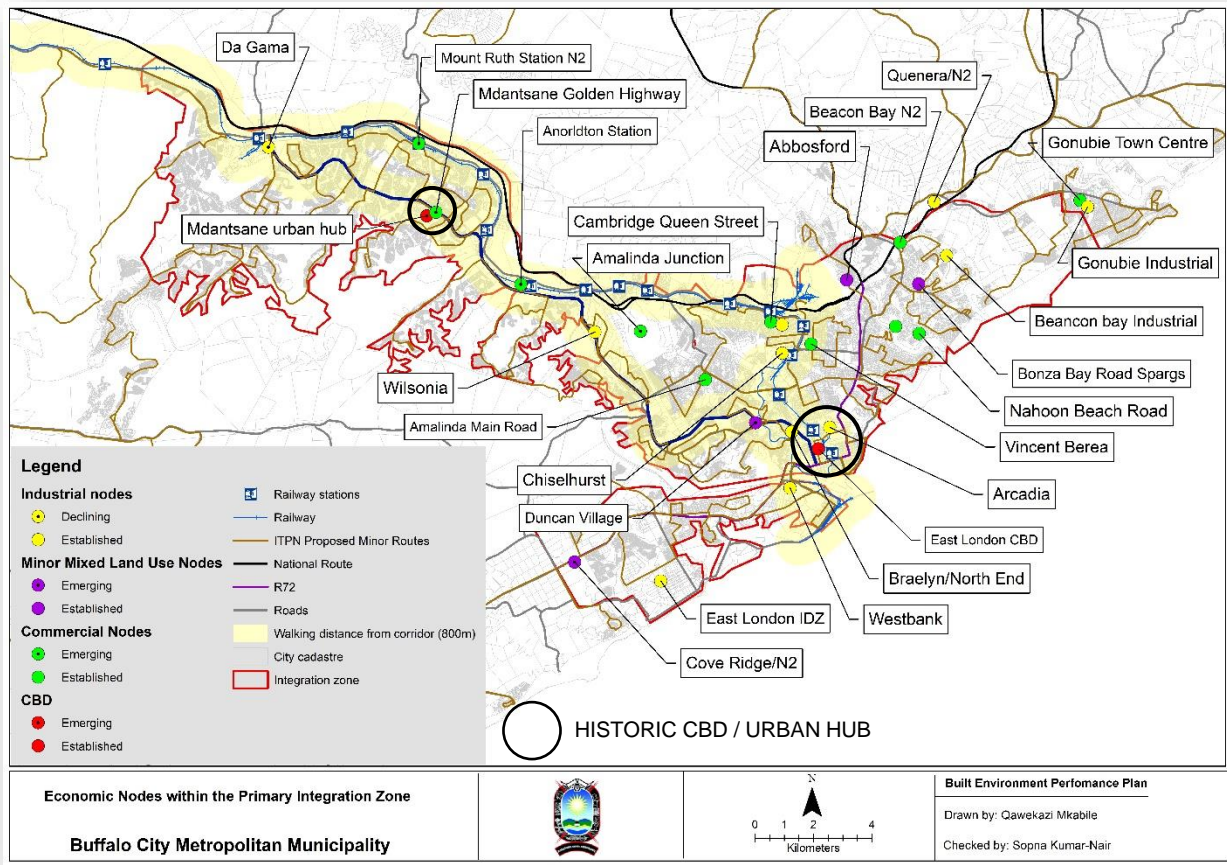 Da Gama
Mount Ruth Station N2
Mdantsane Golden Highway
Anorldton Station
Quenera/N2
Beacon Bay N2
Abbosford
Gonubie Town Centre
Mdantsane urban hub
Cambridge Queen Street
Amalinda Junction
Gonubie Industrial
Beancon bay Industrial
Wilsonia
Bonza Bay Road Spargs
Nahoon Beach Road
Amalinda Main Road
Vincent Berea
Chiselhurst
Arcadia
Duncan Village
East London CBD
Braelyn/North End
East London IDZ
Westbank
Cove Ridge/N2
Legend
Industrial nodes
Declining
Established
Minor Mixed Land Use Nodes
Emerging
Established
Commercial Nodes
Emerging
Established
CBD
Emerging
Established
Railway stations
Railway
ITPN Proposed Minor Routes
National Route
R72
Roads
Walking distance from corridor (800m)
City cadastre
Integration zone
HISTORIC CBD / URBAN HUB
Economic Nodes within the Primary Integration Zone
Buffalo City Metropolitan Municipality
N
0 1 2 4
Kilometers
Built Environment Perfomance Plan
Drawn by: Qawekazi Mkabile
Checked by: Sopna Kumar-Nair